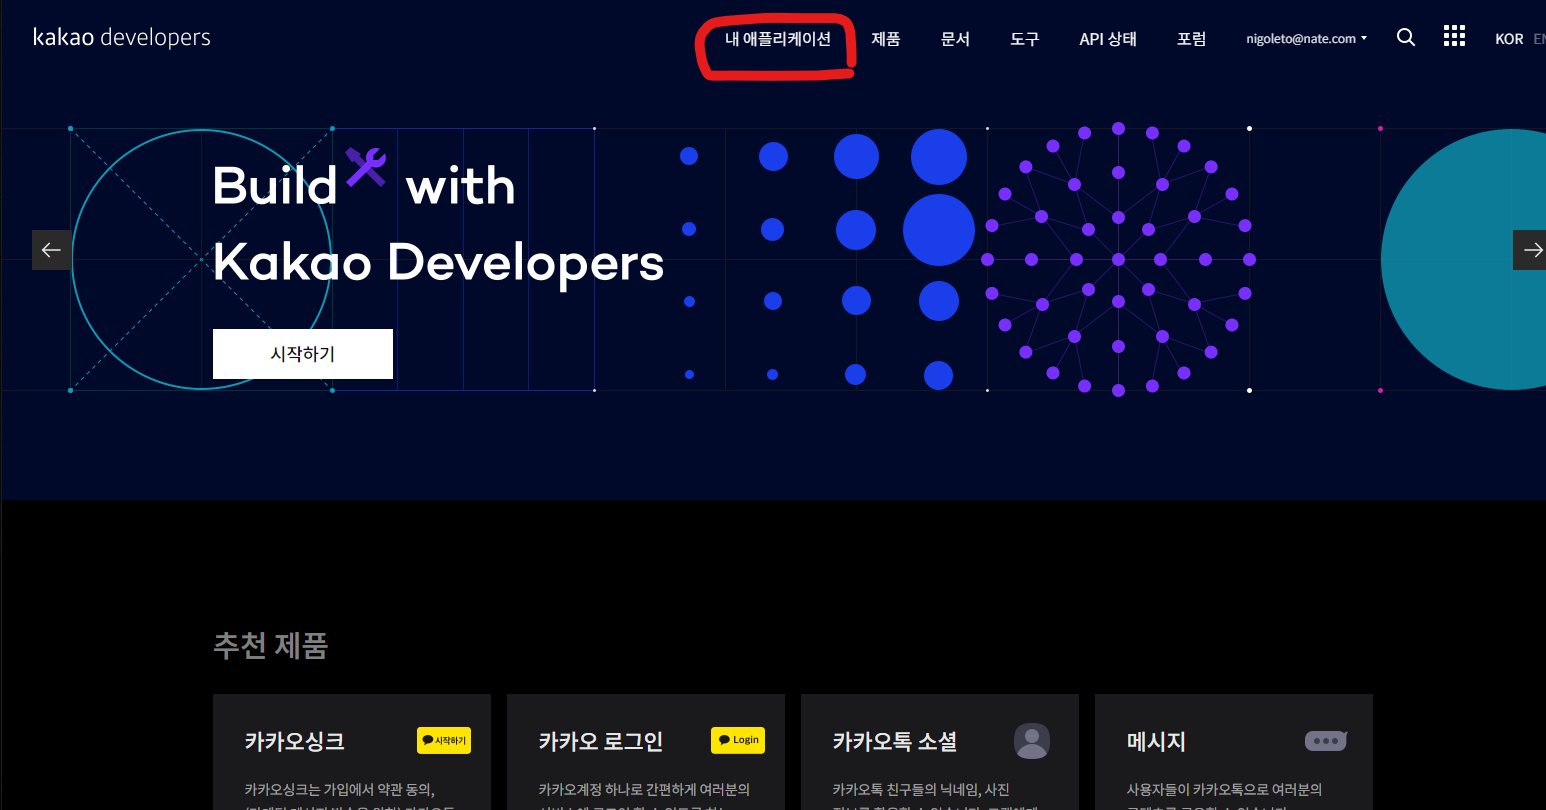 kakao developers 내 애플리케이션 제품 문서 도구 API 상태 포럼 nigoleto@nate.com KOR EN
Build with
Kakao Developers
시작하기
추천 제품
카카오싱크 시작하기
카카오싱크는 가입에서 약관 동의,
카카오 로그인 Login
카카오계정 하나로 간편하게 여러분의
카카오톡 소셜
카카오톡 친구들의 닉네임, 사진
메시지
사용자들이 카카오톡으로 여러분의